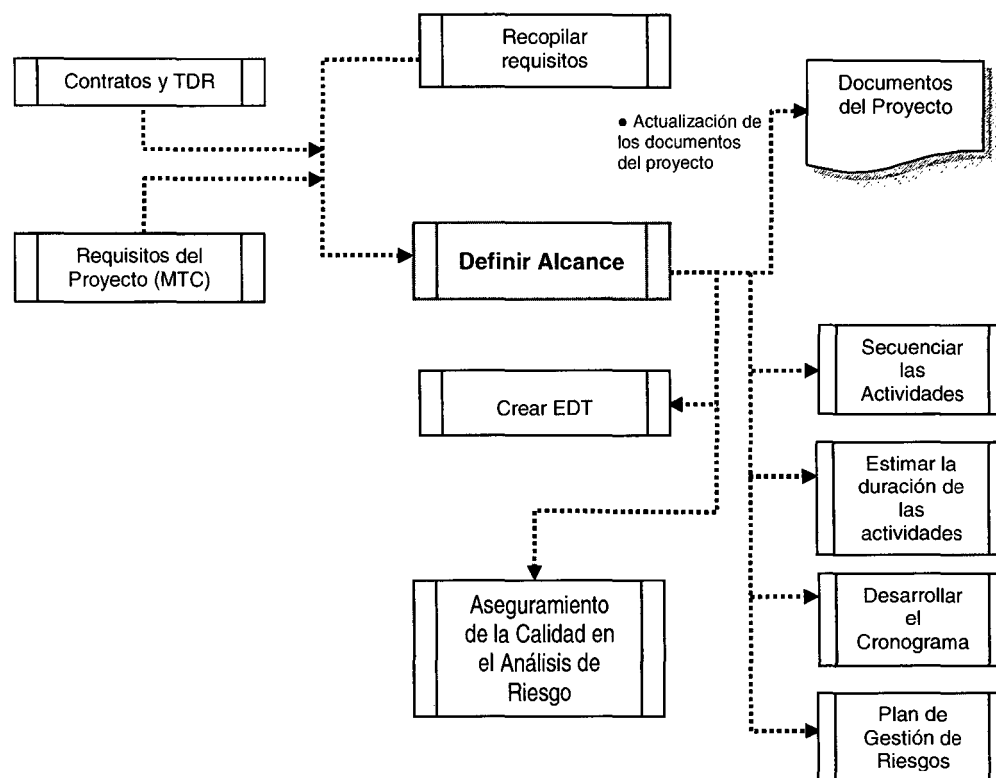 Recopilar
requisitos
Contratos y TDR
Documentos
del Proyecto
● Actualización de
los documentos
del proyecto
Requisitos del
Proyecto (MTC)
Definir Alcance
Secuenciar
las
Actividades
Crear EDT
Estimar la
duración de
las
actividades
Aseguramiento
de la Calidad en
el Análisis de
Riesgo
Desarrollar
el
Cronograma
Plan de
Gestión de
Riesgos